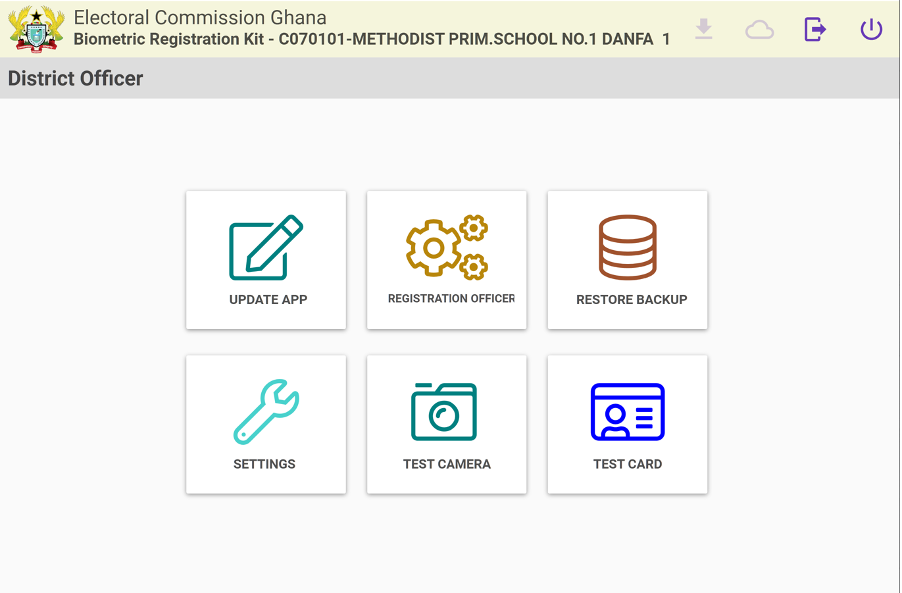 Electoral Commission Ghana
Biometric Registration Kit - C070101-METHODIST PRIM.SCHOOL NO.1 DANFA 1
District Officer
UPDATE APP
REGISTRATION OFFICER
RESTORE BACKUP
SETTINGS
TEST CAMERA
TEST CARD